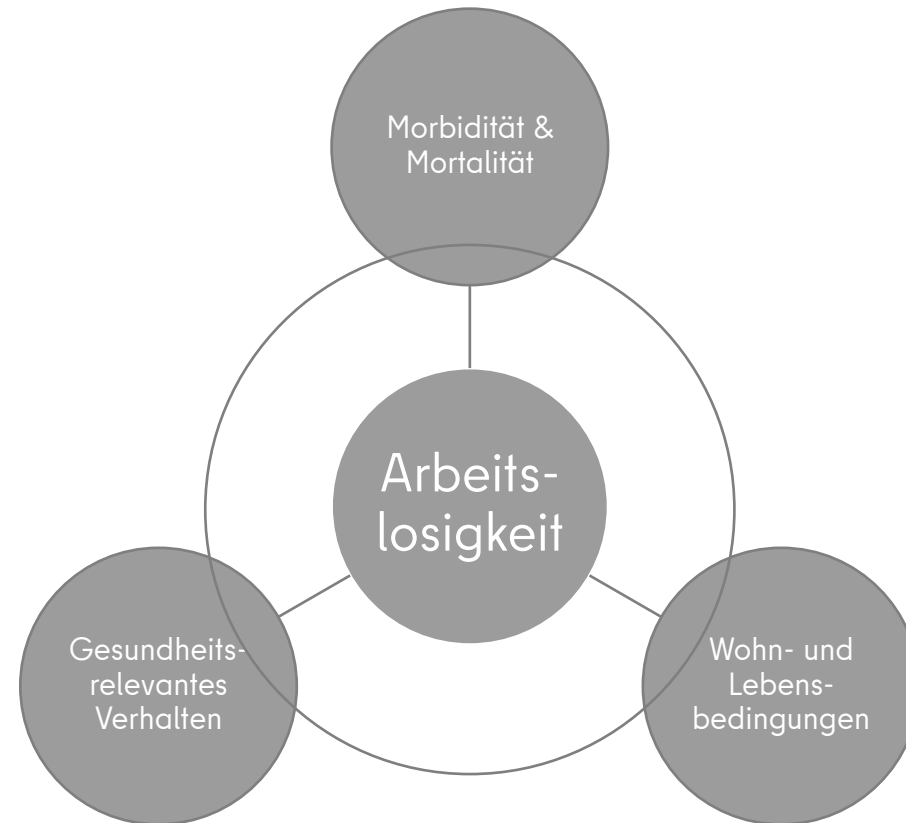 Morbidität &
Mortalität
Arbeits-
losigkeit
Gesundheits-
relevantes
Verhalten
Wohn- und
Lebens-
bedingungen